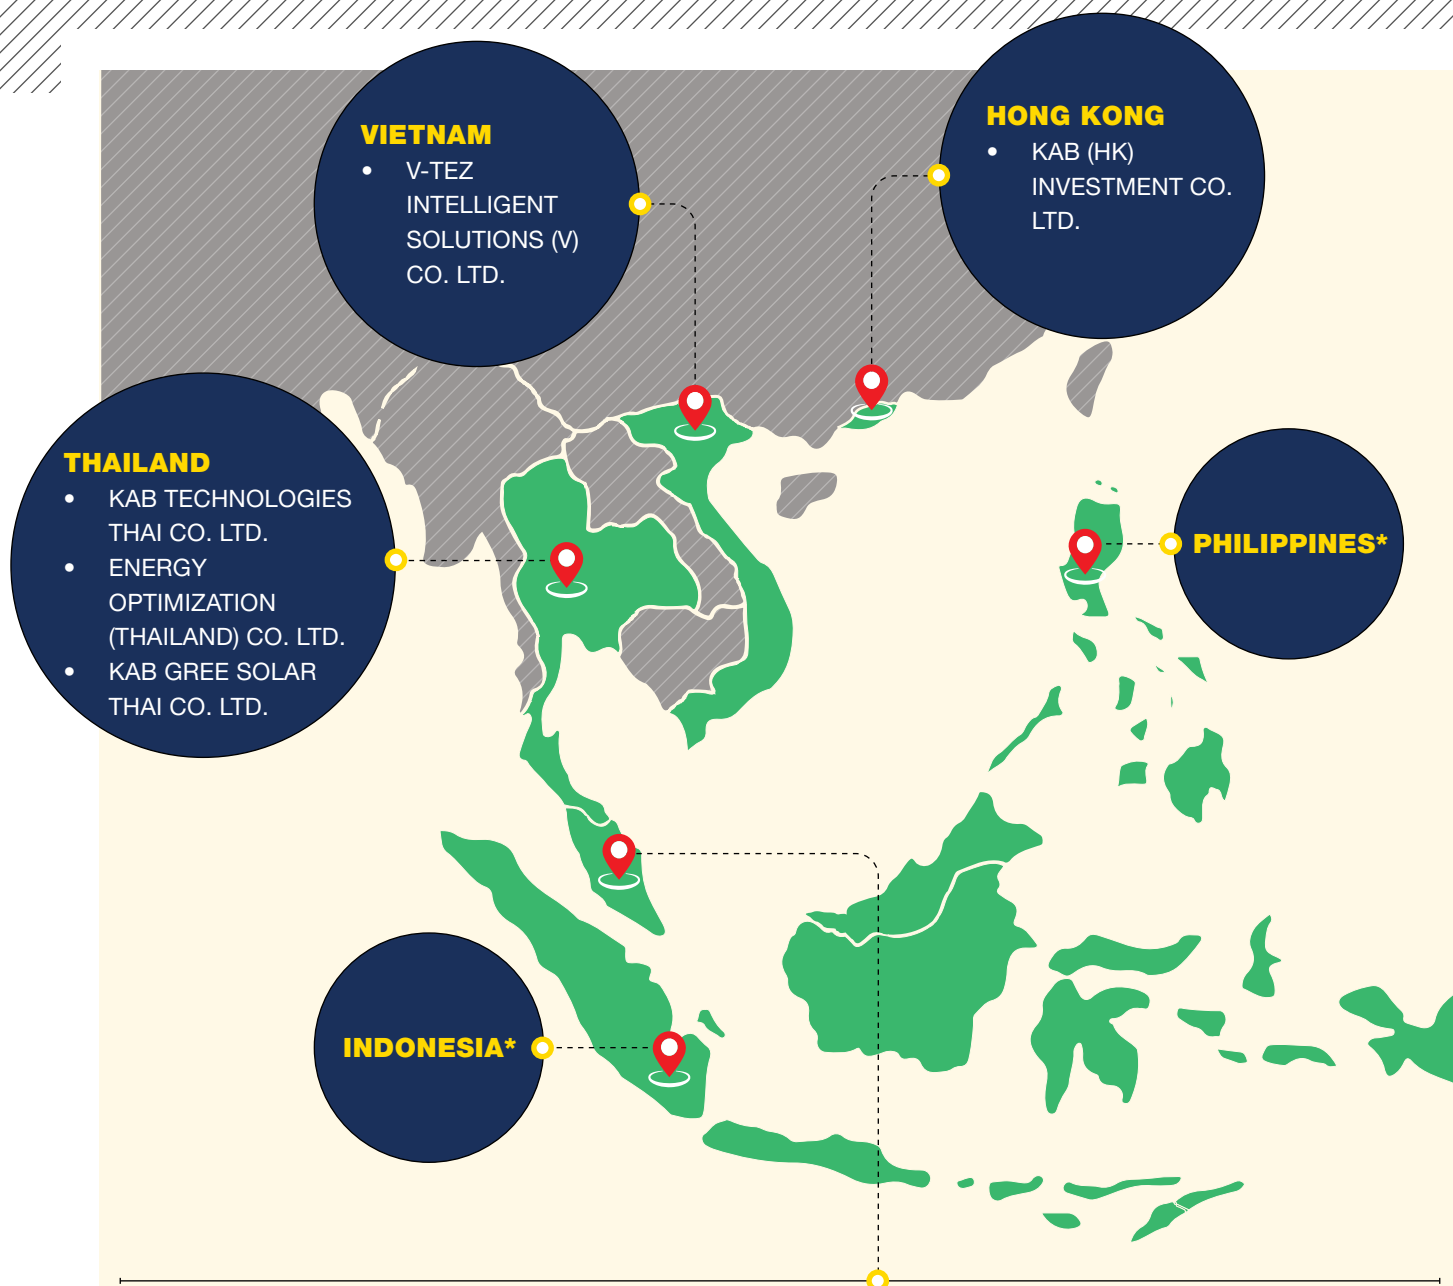 VIETNAM
• V-TEZ
INTELLIGENT
SOLUTIONS (V)
CO. LTD.
HONG KONG
• KAB (HK)
INVESTMENT CO.
LTD.
THAILAND
• KAB TECHNOLOGIES
THAI CO. LTD.
• ENERGY
OPTIMIZATION
(THAILAND) CO. LTD.
• KAB GREE SOLAR
THAI CO. LTD.
PHILIPPINES*
INDONESIA*